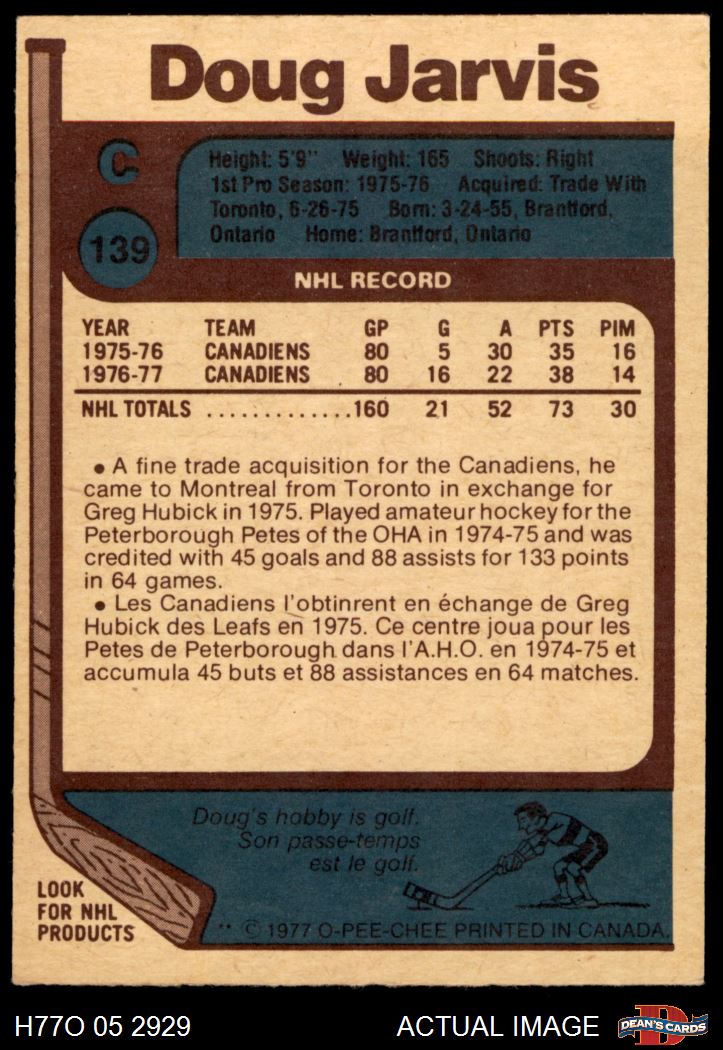 Doug Jarvis
C
139
Height: 5'9" Weight: 165 Shoots: Right
1st Pro Season: 1975-76 Acquired: Trade With
Toronto, 6-26-75 Born: 3-24-55, Brantford,
Ontario Home: Brantford, Ontario
NHL RECORD
YEAR TEAM GP G A PTS PIM
1975-76 CANADIENS 80 5 30 35 16
1976-77 CANADIENS 80 16 22 38 14
NHL TOTALS .............160 21 52 73 30
• A fine trade acquisition for the Canadiens, he
came to Montreal from Toronto in exchange for
Greg Hubick in 1975. Played amateur hockey for the
Peterborough Petes of the OHA in 1974-75 and was
credited with 45 goals and 88 assists for 133 points
in 64 games.
• Les Canadiens l'obtinrent en échange de Greg
Hubick des Leafs en 1975. Ce centre joua pour les
Petes de Peterborough dans l'A.H.O. en 1974-75 et
accumula 45 buts et 88 assistances en 64 matches.
Doug's hobby is golf.
Son passe-temps
est le golf.
LOOK
FOR NHL
PRODUCTS
** © 1977 O-PEE-CHEE PRINTED IN CANADA.
H77O 05 2929 ACTUAL IMAGE DEAN'S CARDS